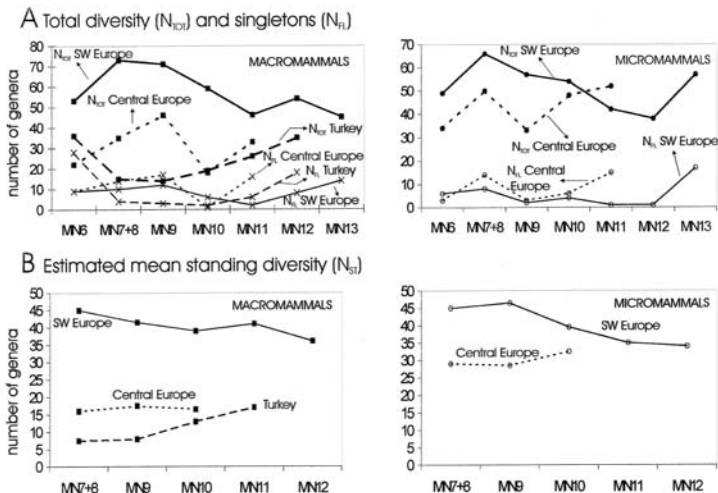 A Total diversity (NTOT) and singletons (NFL)
number of genera
80
70
60
50
40
30
20
10
0
MN6 MN7+8 MN9 MN10 MN11 MN12 MN13
MACROMAMMALS
NTOT SW Europe
NTOT Central Europe
NTOT Turkey
NFL Central Europe
NFL Turkey
NFL SW Europe
70
60
50
40
30
20
10
0
MN6 MN7+8 MN9 MN10 MN11 MN12 MN13
MICROMAMMALS
NTOT SW Europe
NTOT Central Europe
NFL SW Europe
NFL Central
Europe
B Estimated mean standing diversity (NST)
number of genera
50
45
40
35
30
25
20
15
10
5
0
MN7+8 MN9 MN10 MN11 MN12
MACROMAMMALS
SW Europe
Central Europe
Turkey
50
45
40
35
30
25
20
15
10
5
0
MN7+8 MN9 MN10 MN11 MN12
MICROMAMMALS
SW Europe
Central Europe